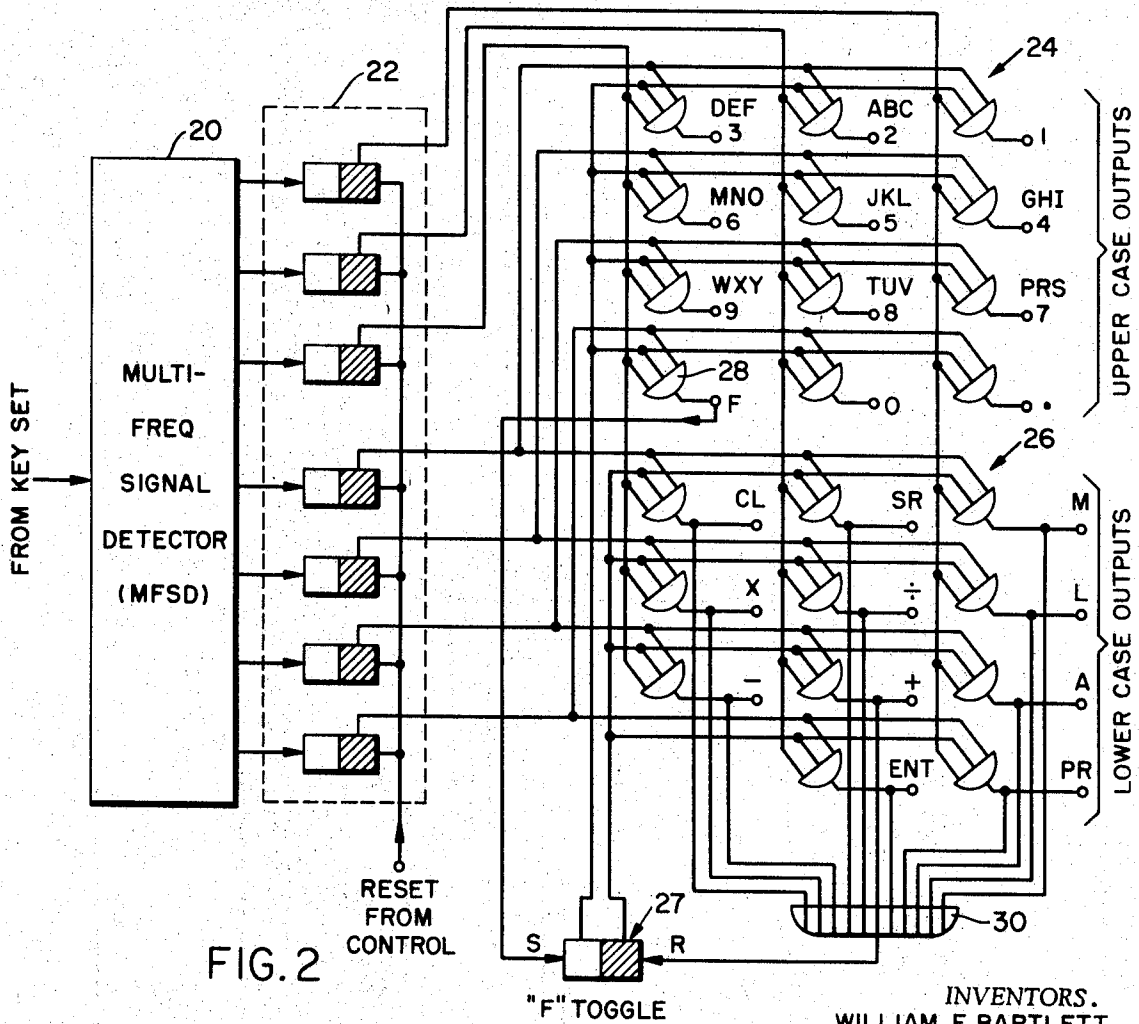 20
22
24
DEF
3
ABC
2
1
MNO
6
JKL
5
GHI
4
WXY
9
TUV
8
PRS
7
28
F
0
.
UPPER CASE OUTPUTS
FROM KEY SET
MULTI-
FREQ
SIGNAL
DETECTOR
(MFSD)
26
CL
SR
M
X
÷
L
-
+
A
ENT
PR
LOWER CASE OUTPUTS
30
RESET
FROM
CONTROL
27
S
R
"F" TOGGLE
FIG. 2
INVENTORS.
WILLIAM F. BARTLETT